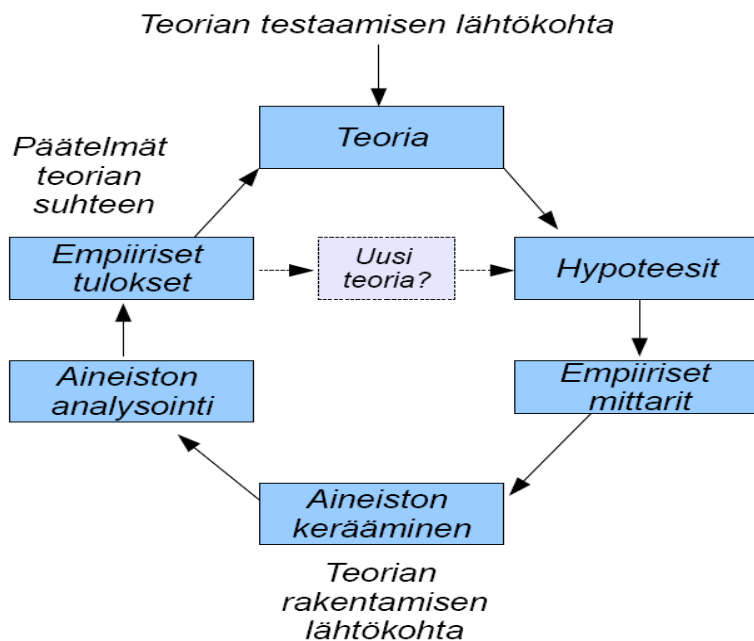 Teorian testaamisen lähtökohta
Teoria
Päätelmät
teorian
suhteen
Empiiriset
tulokset
Uusi
teoria?
Hypoteesit
Aineiston
analysointi
Empiiriset
mittarit
Aineiston
kerääminen
Teorian
rakentamisen
lähtökohta